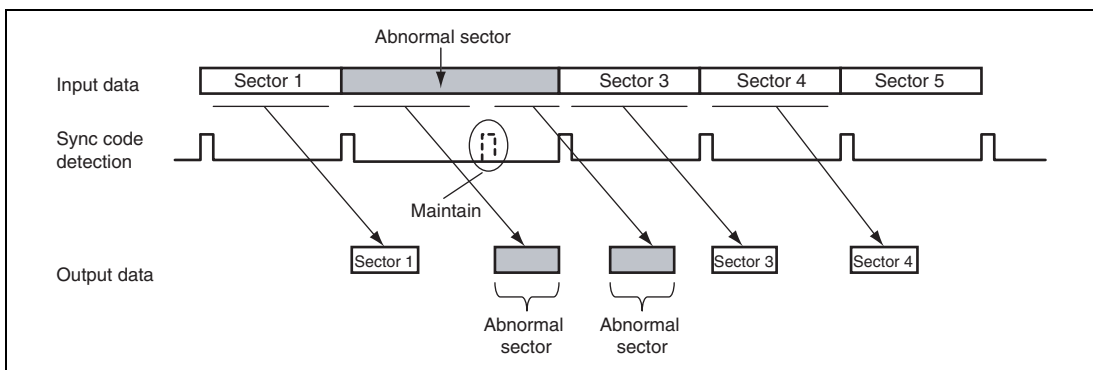 Abnormal sector
Input data
Sector 1
Sector 3
Sector 4
Sector 5
Sync code
detection
Maintain
Output data
Sector 1
Sector 3
Sector 4
Abnormal
sector
Abnormal
sector